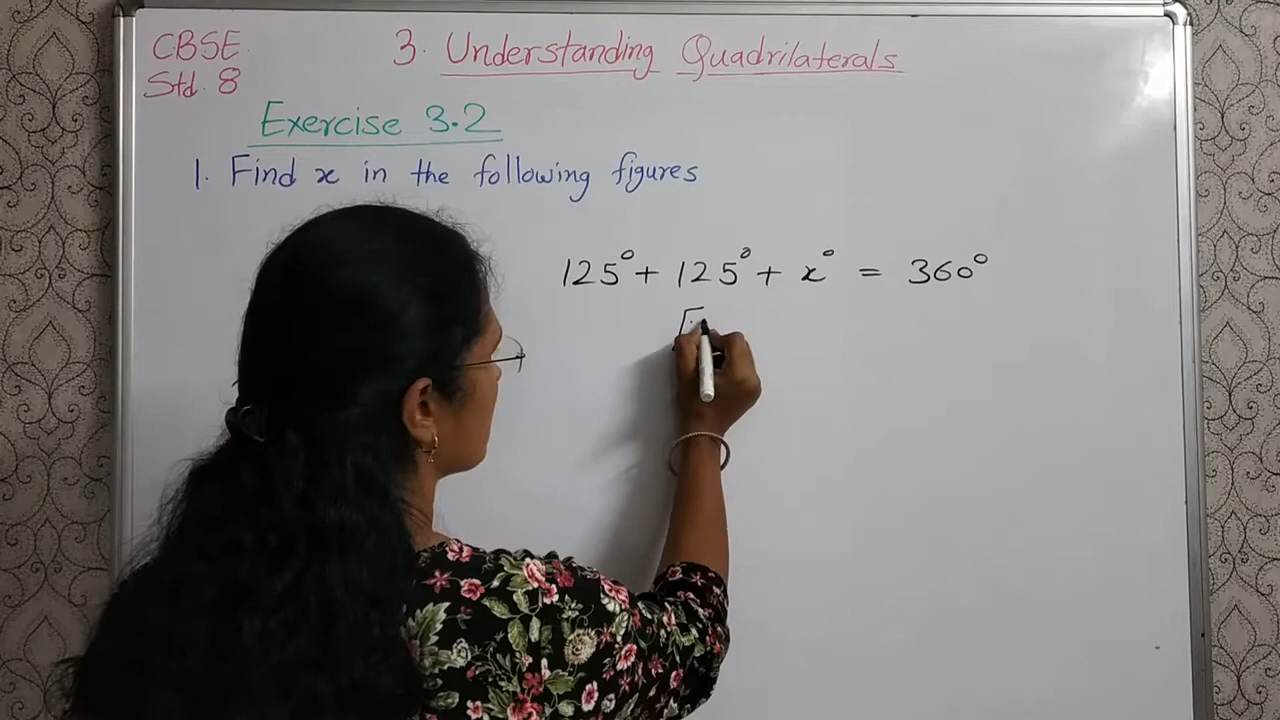 CBSE
Std. 8
3. Understanding Quadrilaterals
Exercise 3.2
1. Find x in the following figures
125° + 125° + x° = 360°